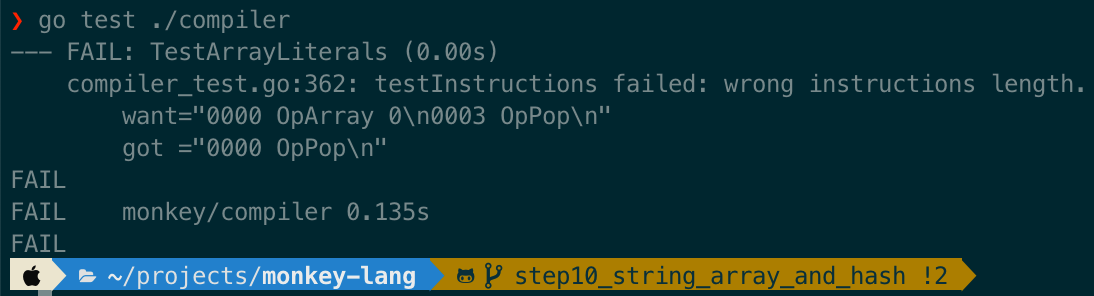 ❯ go test ./compiler
--- FAIL: TestArrayLiterals (0.00s)
    compiler_test.go:362: testInstructions failed: wrong instructions length.
        want="0000 OpArray 0\n0003 OpPop\n"
        got ="0000 OpPop\n"
FAIL
FAIL    monkey/compiler 0.135s
FAIL
~/projects/monkey-lang step10_string_array_and_hash !2